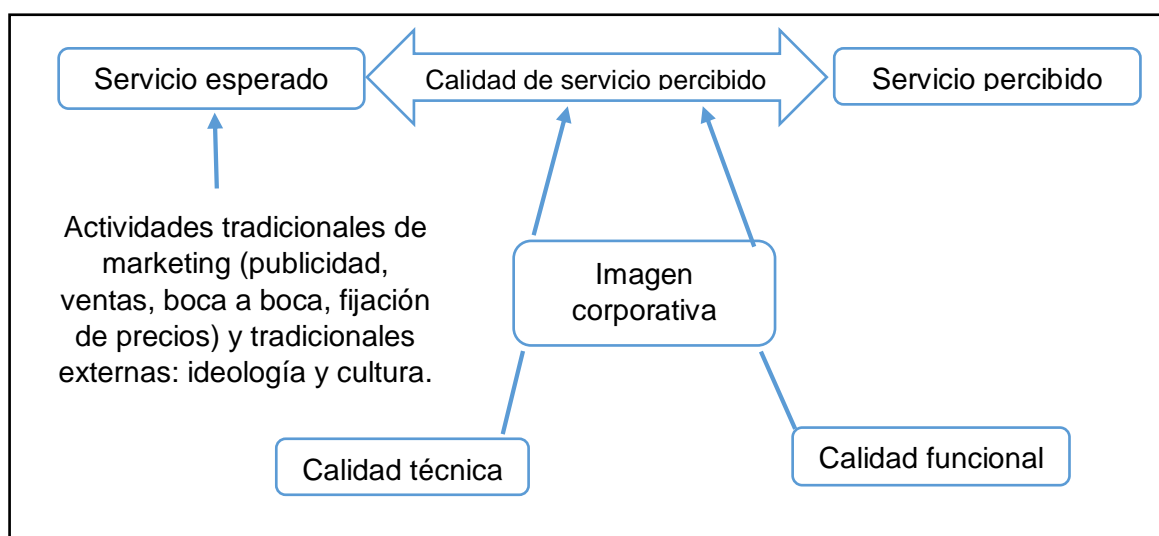 Servicio esperado
Calidad de servicio percibido
Servicio percibido
Actividades tradicionales de
marketing (publicidad,
ventas, boca a boca, fijación
de precios) y tradicionales
externas: ideología y cultura.
Imagen
corporativa
Calidad técnica
Calidad funcional